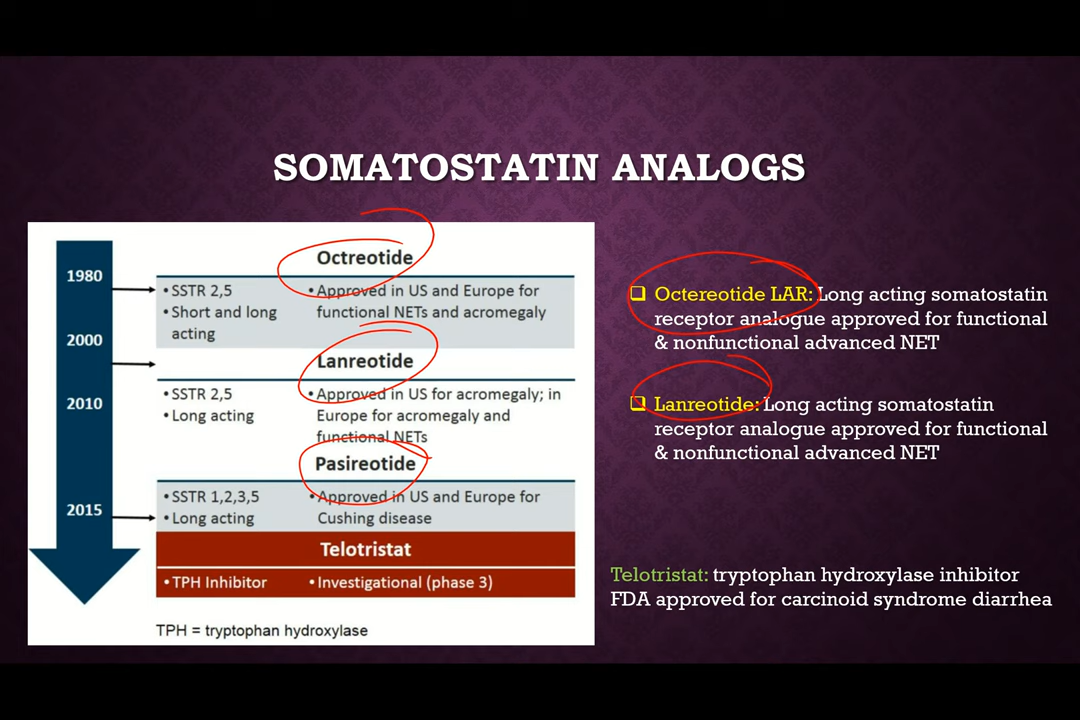 SOMATOSTATIN ANALOGS
1980
2000
2010
2015
Octreotide
• SSTR 2,5
• Short and long
acting
• Approved in US and Europe for
functional NETs and acromegaly
Lanreotide
• SSTR 2,5
• Long acting
• Approved in US for acromegaly; in
Europe for acromegaly and
functional NETs
Pasireotide
• SSTR 1,2,3,5
• Long acting
• Approved in US and Europe for
Cushing disease
Telotristat
• TPH Inhibitor
• Investigational (phase 3)
TPH = tryptophan hydroxylase
Octereotide LAR: Long acting somatostatin
receptor analogue approved for functional
& nonfunctional advanced NET
Lanreotide: Long acting somatostatin
receptor analogue approved for functional
& nonfunctional advanced NET
Telotristat: tryptophan hydroxylase inhibitor
FDA approved for carcinoid syndrome diarrhea